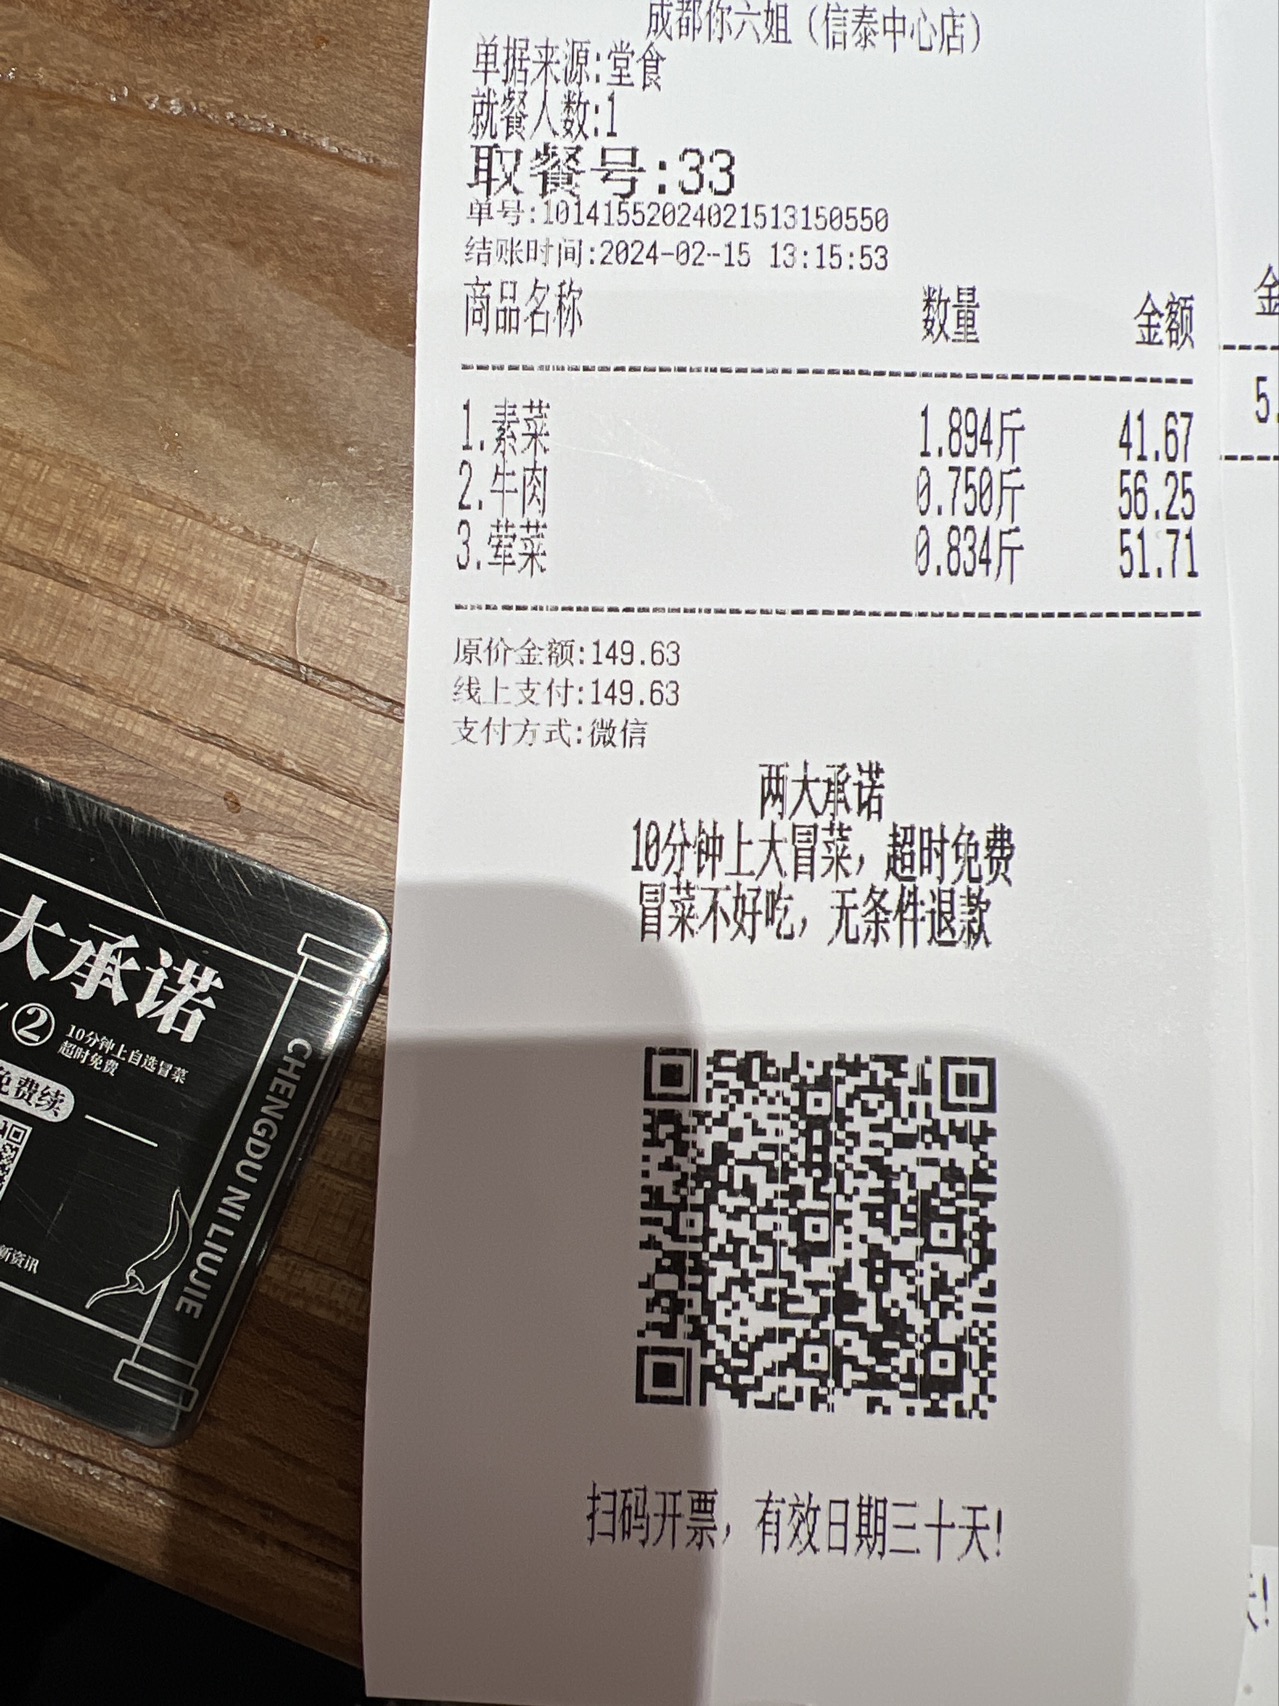 成都你六姐（信泰中心店）
单据来源:堂食
就餐人数:1
取餐号:33
单号:10141552024021513150550
结账时间:2024-02-15 13:15:53
商品名称 数量 金额
1.素菜 1.894斤 41.67
2.牛肉 0.750斤 56.25
3.荤菜 0.834斤 51.71
原价金额:149.63
线上支付:149.63
支付方式:微信
两大承诺
10分钟上大冒菜，超时免费
冒菜不好吃，无条件退款
扫码开票，有效日期三十天!
大承诺
②
10分钟上自选冒菜
超时免费
免费续
新资讯
CHENGDU NI LIUJIE
金
5.
!